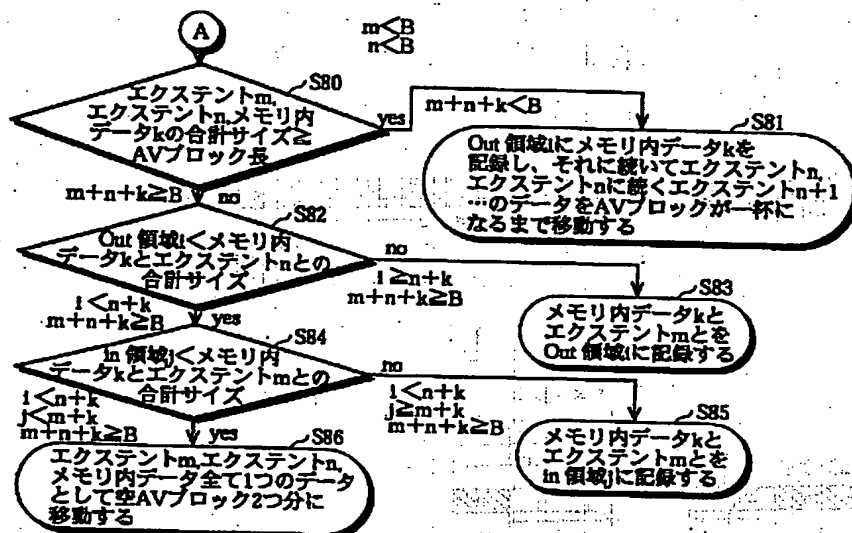 A
m<B
n<B
S80
エクステントm,
エクステントn,メモリ内
データkの合計サイズ≧
AVブロック長
yes
m+n+k<B
S81
Out 領域iにメモリ内データkを
記録し、それに続いてエクステントn,
エクステントnに続くエクステントn+1
…のデータをAVブロックが一杯に
なるまで移動する
m+n+k≧B
no
S82
Out 領域i<メモリ内
データkとエクステントnとの
合計サイズ
no
i≧n+k
m+n+k≧B
S83
メモリ内データkと
エクステントmとを
Out 領域iに記録する
i<n+k
m+n+k≧B
yes
S84
in 領域j<メモリ内
データkとエクステントmとの
合計サイズ
no
i<n+k
j≧m+k
m+n+k≧B
S85
メモリ内データkと
エクステントmとを
in 領域jに記録する
i<n+k
j<m+k
m+n+k≧B
yes
S86
エクステントm,エクステントn,
メモリ内データ全て1つのデータ
として空AVブロック2つ分に
移動する